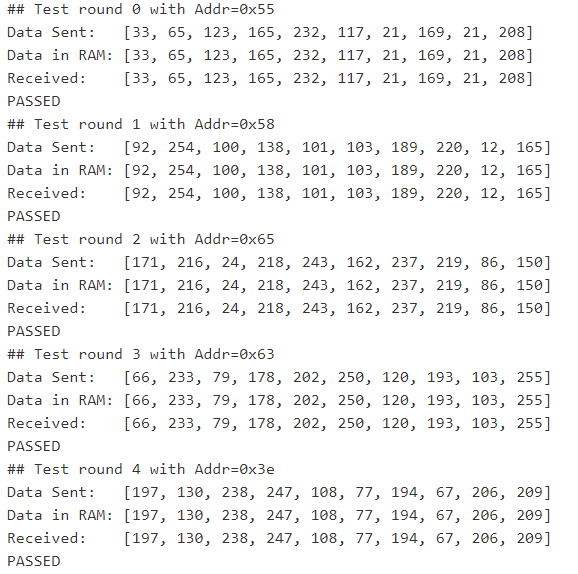 ## Test round 0 with Addr=0x55
Data Sent:   [33, 65, 123, 165, 232, 117, 21, 169, 21, 208]
Data in RAM: [33, 65, 123, 165, 232, 117, 21, 169, 21, 208]
Received:    [33, 65, 123, 165, 232, 117, 21, 169, 21, 208]
PASSED
## Test round 1 with Addr=0x58
Data Sent:   [92, 254, 100, 138, 101, 103, 189, 220, 12, 165]
Data in RAM: [92, 254, 100, 138, 101, 103, 189, 220, 12, 165]
Received:    [92, 254, 100, 138, 101, 103, 189, 220, 12, 165]
PASSED
## Test round 2 with Addr=0x65
Data Sent:   [171, 216, 24, 218, 243, 162, 237, 219, 86, 150]
Data in RAM: [171, 216, 24, 218, 243, 162, 237, 219, 86, 150]
Received:    [171, 216, 24, 218, 243, 162, 237, 219, 86, 150]
PASSED
## Test round 3 with Addr=0x63
Data Sent:   [66, 233, 79, 178, 202, 250, 120, 193, 103, 255]
Data in RAM: [66, 233, 79, 178, 202, 250, 120, 193, 103, 255]
Received:    [66, 233, 79, 178, 202, 250, 120, 193, 103, 255]
PASSED
## Test round 4 with Addr=0x3e
Data Sent:   [197, 130, 238, 247, 108, 77, 194, 67, 206, 209]
Data in RAM: [197, 130, 238, 247, 108, 77, 194, 67, 206, 209]
Received:    [197, 130, 238, 247, 108, 77, 194, 67, 206, 209]
PASSED